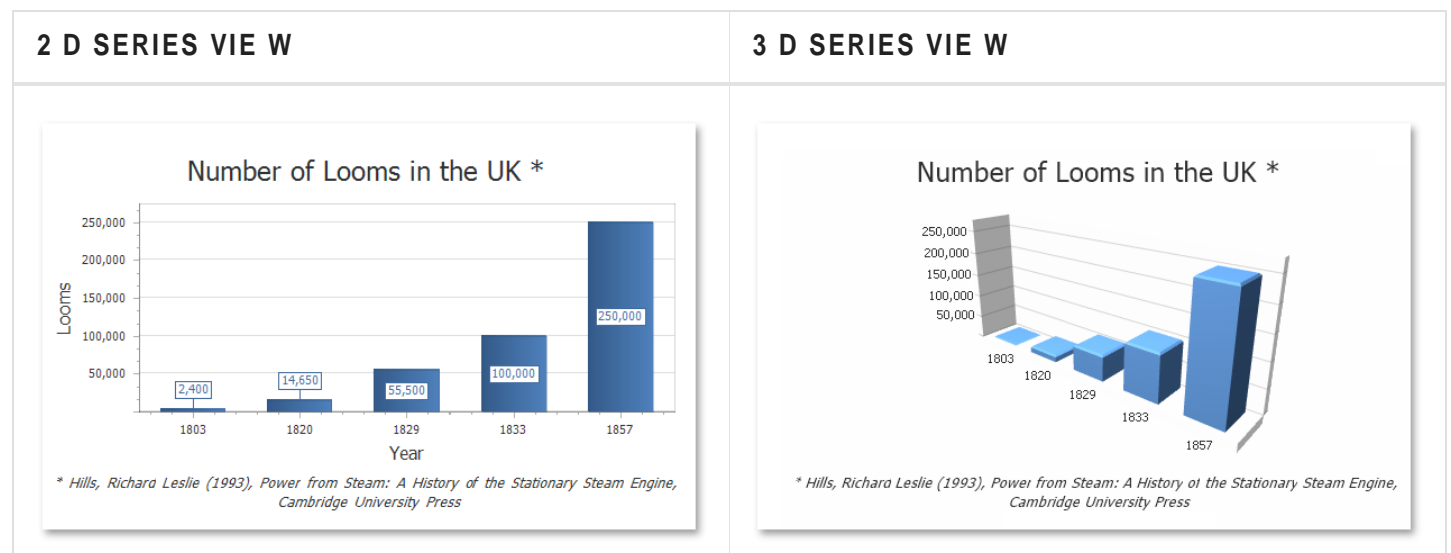 2 D SERIES VIE W
3 D SERIES VIE W
Number of Looms in the UK *
250,000
200,000
150,000
100,000
50,000
Looms
2,400
14,650
55,500
100,000
250,000
1803 1820 1829 1833 1857
Year
* Hills, Richard Leslie (1993), Power from Steam: A History of the Stationary Steam Engine,
Cambridge University Press
Number of Looms in the UK *
250,000
200,000
150,000
100,000
50,000
1803
1820
1829
1833
1857
* Hills, Richard Leslie (1993), Power from Steam: A History of the Stationary Steam Engine,
Cambridge University Press